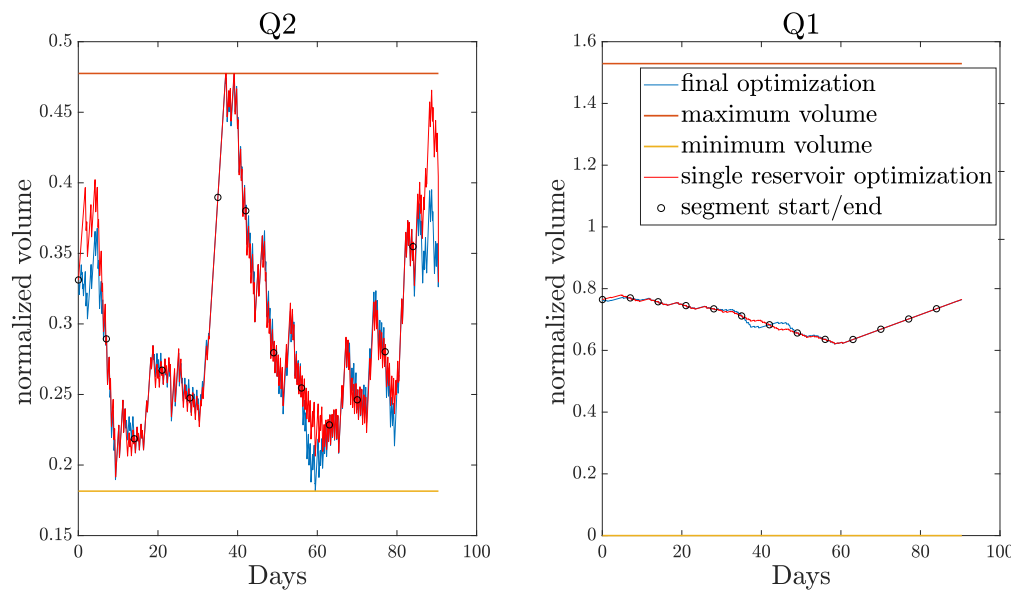 Q2
0.5
0.45
0.4
0.35
0.3
0.25
0.2
0.15
0
20
40
60
80
100
Days
normalized volume
Q1
1.6
1.4
1.2
1
0.8
0.6
0.4
0.2
0
0
20
40
60
80
100
Days
normalized volume
final optimization
maximum volume
minimum volume
single reservoir optimization
segment start/end